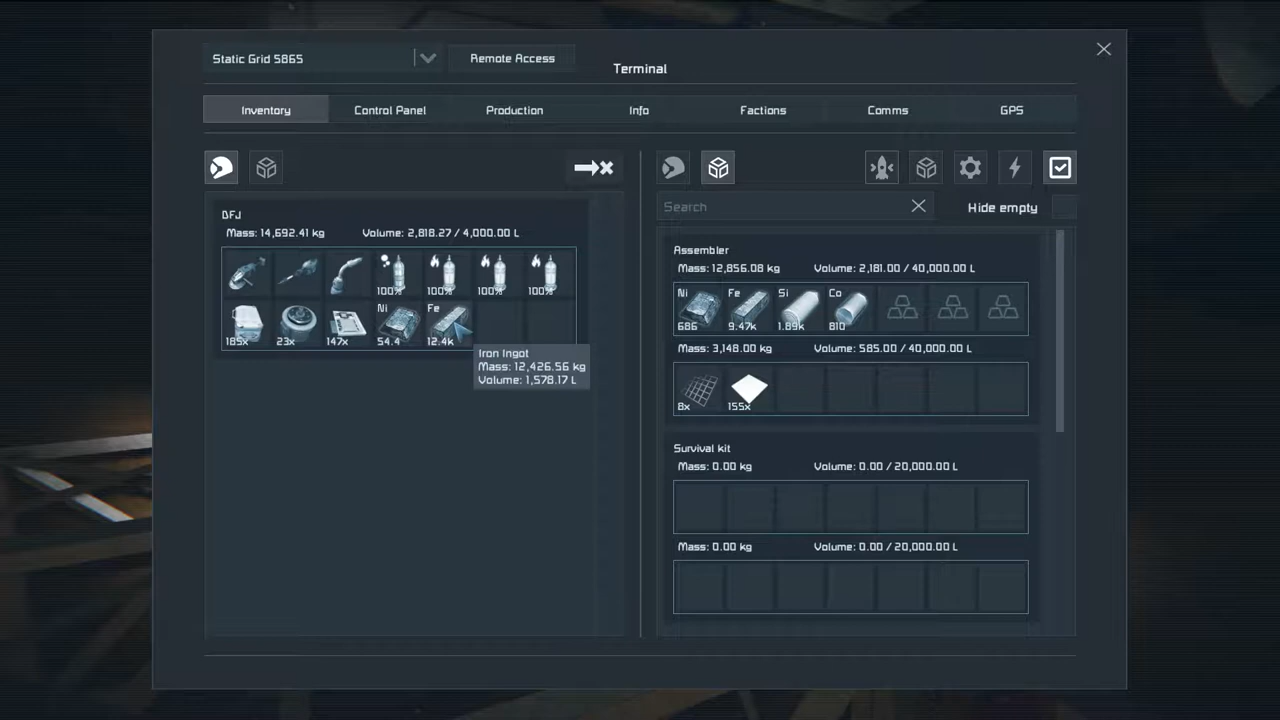 Static Grid 5865
Remote Access
Terminal
Inventory
Control Panel
Production
Info
Factions
Comms
GPS
BFJ
Mass: 14,692.41 kg Volume: 2,818.27 / 4,000.00 L
100% 100% 100% 100%
Ni Fe
185x 23x 147x 54.4 12.4k
Iron Ingot
Mass: 12,426.56 kg
Volume: 1,578.17 L
Search
Hide empty
Assembler
Mass: 12,856.08 kg Volume: 2,181.00 / 40,000.00 L
Ni Fe Si Co
686 9.47k 1.89k 810
Mass: 3,148.00 kg Volume: 585.00 / 40,000.00 L
8x 155x
Survival kit
Mass: 0.00 kg Volume: 0.00 / 20,000.00 L
Mass: 0.00 kg Volume: 0.00 / 20,000.00 L